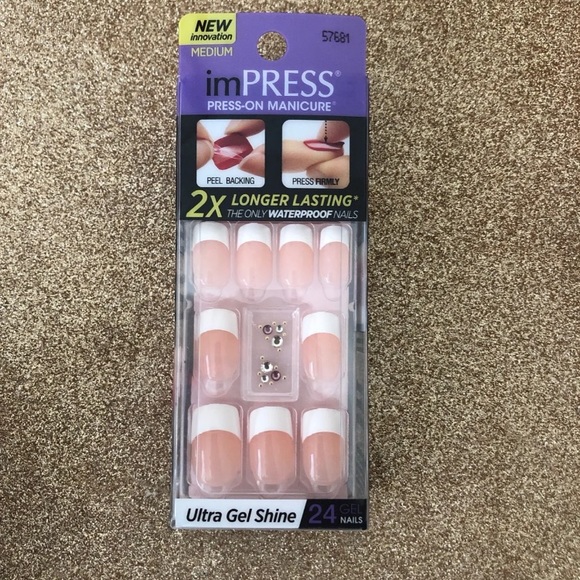 NEW
innovation
MEDIUM
57681
imPRESS®
PRESS-ON MANICURE®
PEEL BACKING
PRESS FIRMLY
2X LONGER LASTING*
THE ONLY WATERPROOF NAILS
Ultra Gel Shine
24 GEL
NAILS